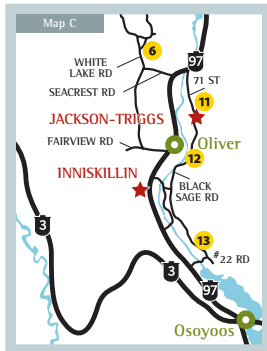 Map C
6
97
WHITE
LAKE RD
SEACREST RD
71 ST
11
JACKSON-TRIGGS
FAIRVIEW RD
Oliver
12
INNISKILLIN
BLACK
SAGE RD
3
13
#22 RD
3
97
Osoyoos